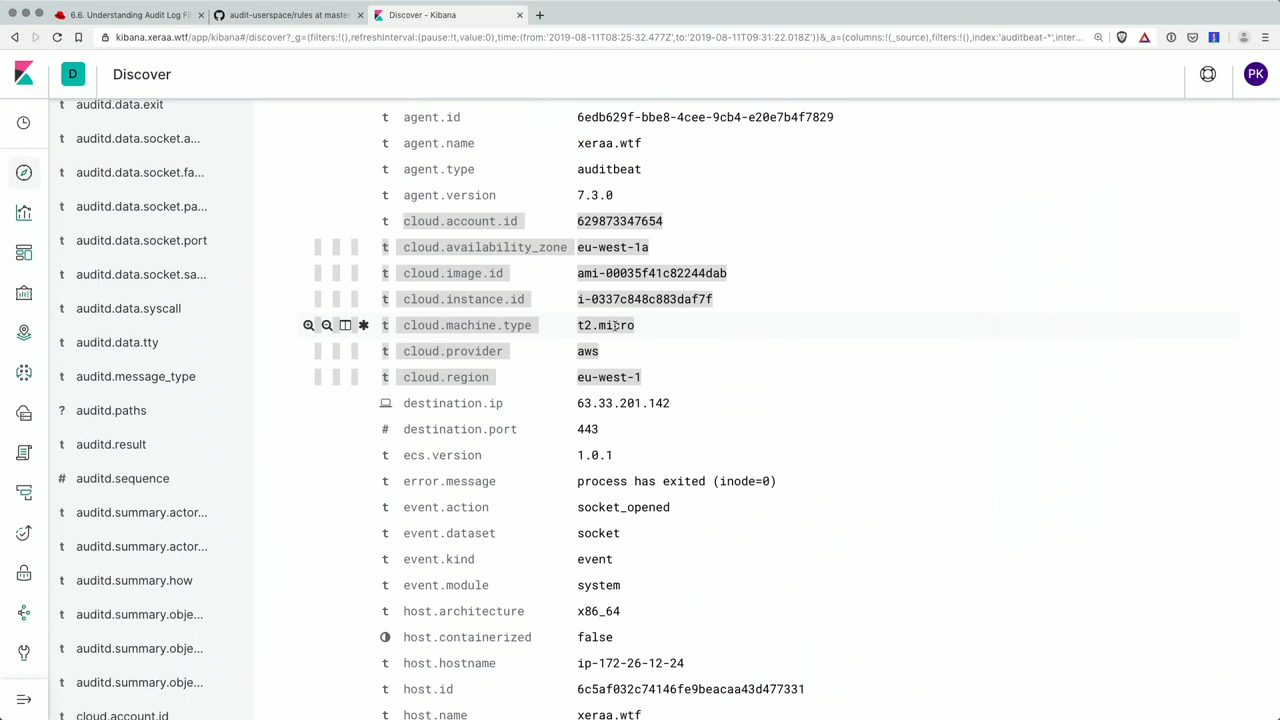 6.6. Understanding Audit Log Fi
audit-userspace/rules at master
Discover - Kibana
kibana.xeraa.wtf/app/kibana#/discover?_g=(filters:!(),refreshInterval:(pause:!t,value:0),time:(from:'2019-08-11T08:25:32.477Z',to:'2019-08-11T09:31:22.018Z'))&_a=(columns:!(_source),filters:!(),index:'auditbeat-*',inter...
D Discover PK
t auditd.data.exit
t auditd.data.socket.a...
t auditd.data.socket.fa...
t auditd.data.socket.pa...
t auditd.data.socket.port
t auditd.data.socket.sa...
t auditd.data.syscall
t auditd.data.tty
t auditd.message_type
? auditd.paths
t auditd.result
# auditd.sequence
t auditd.summary.actor...
t auditd.summary.actor...
t auditd.summary.how
t auditd.summary.obje...
t auditd.summary.obje...
t auditd.summary.obje...
t cloud.account.id
t agent.id 6edb629f-bbe8-4cee-9cb4-e20e7b4f7829
t agent.name xeraa.wtf
t agent.type auditbeat
t agent.version 7.3.0
t cloud.account.id 629873347654
t cloud.availability_zone eu-west-1a
t cloud.image.id ami-00035f41c82244dab
t cloud.instance.id i-0337c848c883daf7f
t cloud.machine.type t2.micro
t cloud.provider aws
t cloud.region eu-west-1
destination.ip 63.33.201.142
# destination.port 443
t ecs.version 1.0.1
t error.message process has exited (inode=0)
t event.action socket_opened
t event.dataset socket
t event.kind event
t event.module system
t host.architecture x86_64
host.containerized false
t host.hostname ip-172-26-12-24
t host.id 6c5af032c74146fe9beacaa43d477331
t host.name xeraa.wtf